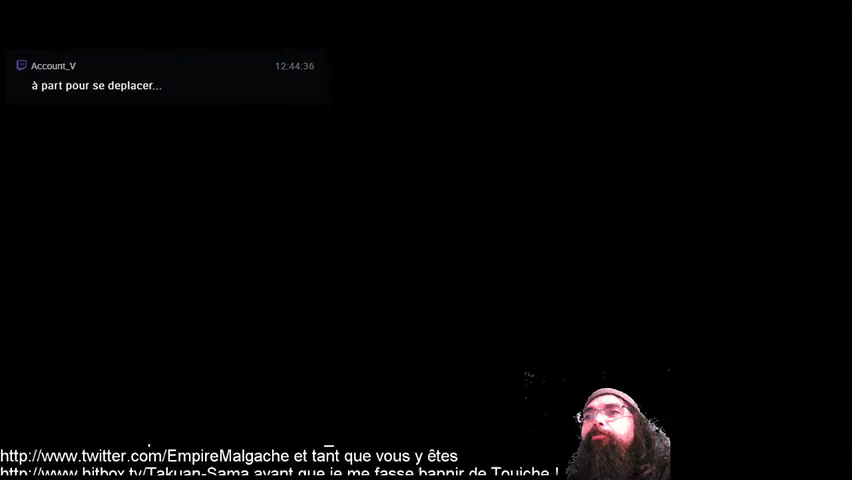 Account_V 12:44:36
à part pour se deplacer...
http://www.twitter.com/EmpireMalgache et tant que vous y êtes
http://www.hitbox.tv/Takuan-Sama avant que je me fasse bannir de Touiche !